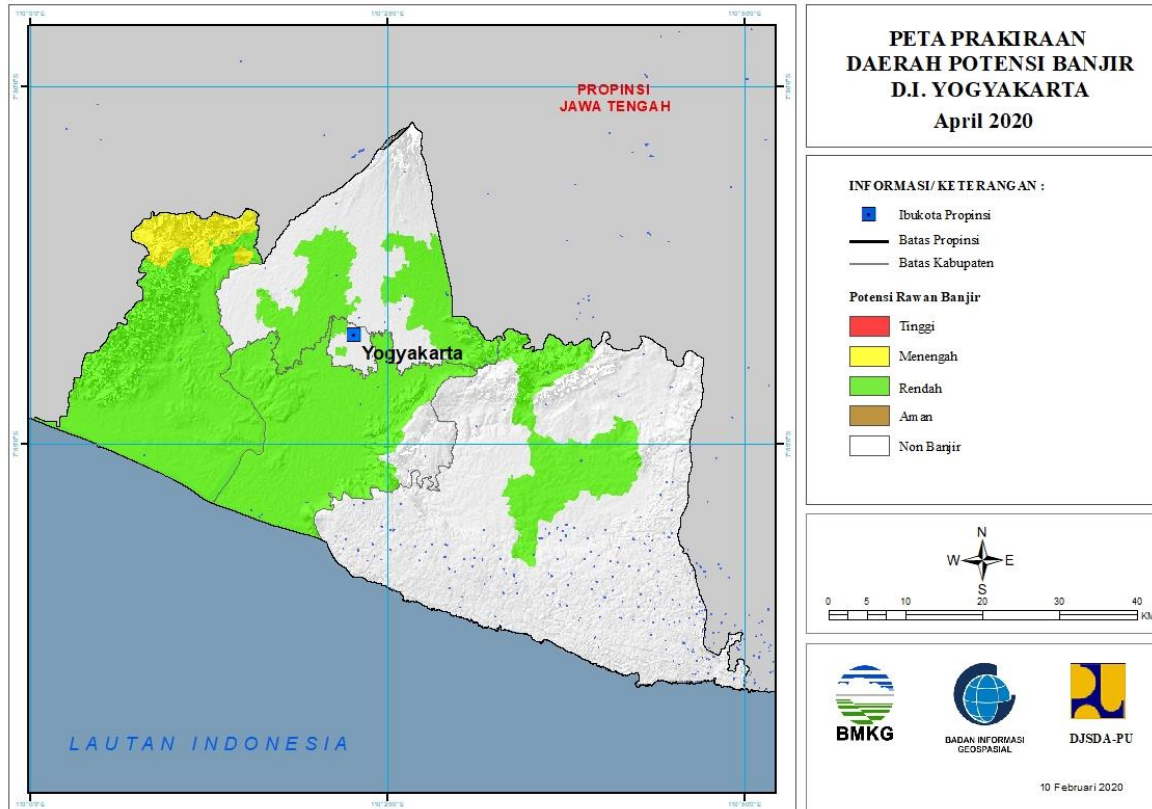 PETA PRAKIRAAN
DAERAH POTENSI BANJIR
D.I. YOGYAKARTA
April 2020
PROPINSI
JAWA TENGAH
Yogyakarta
LAUTAN INDONESIA
INFORMASI/ KETERANGAN :
Ibukota Propinsi
Batas Propinsi
Batas Kabupaten
Potensi Rawan Banjir
Tinggi
Menengah
Rendah
Aman
Non Banjir
N
W E
S
0 5 10 20 30 40
KM
BMKG
BADAN INFORMASI
GEOSPASIAL
DJSDA-PU
10 Februari 2020